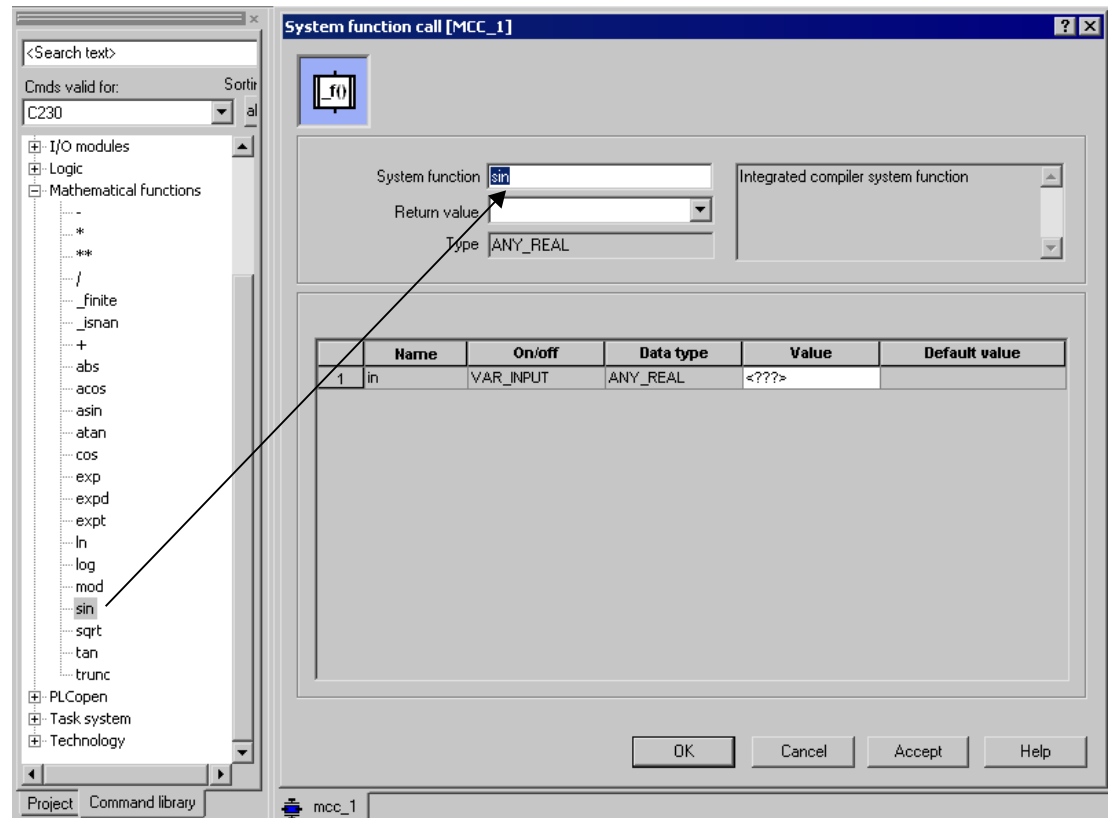 <Search text>
Cmds valid for: Sortin
C230 al
I/O modules
Logic
Mathematical functions
-
*
**
/
_finite
_isnan
+
abs
acos
asin
atan
cos
exp
expd
expt
ln
log
mod
sin
sqrt
tan
trunc
PLCopen
Task system
Technology
Project Command library
System function call [MCC_1]
_f()
System function sin
Integrated compiler system function
Return value
Type ANY_REAL
Name On/off Data type Value Default value
1 in VAR_INPUT ANY_REAL <???>
OK Cancel Accept Help
mcc_1